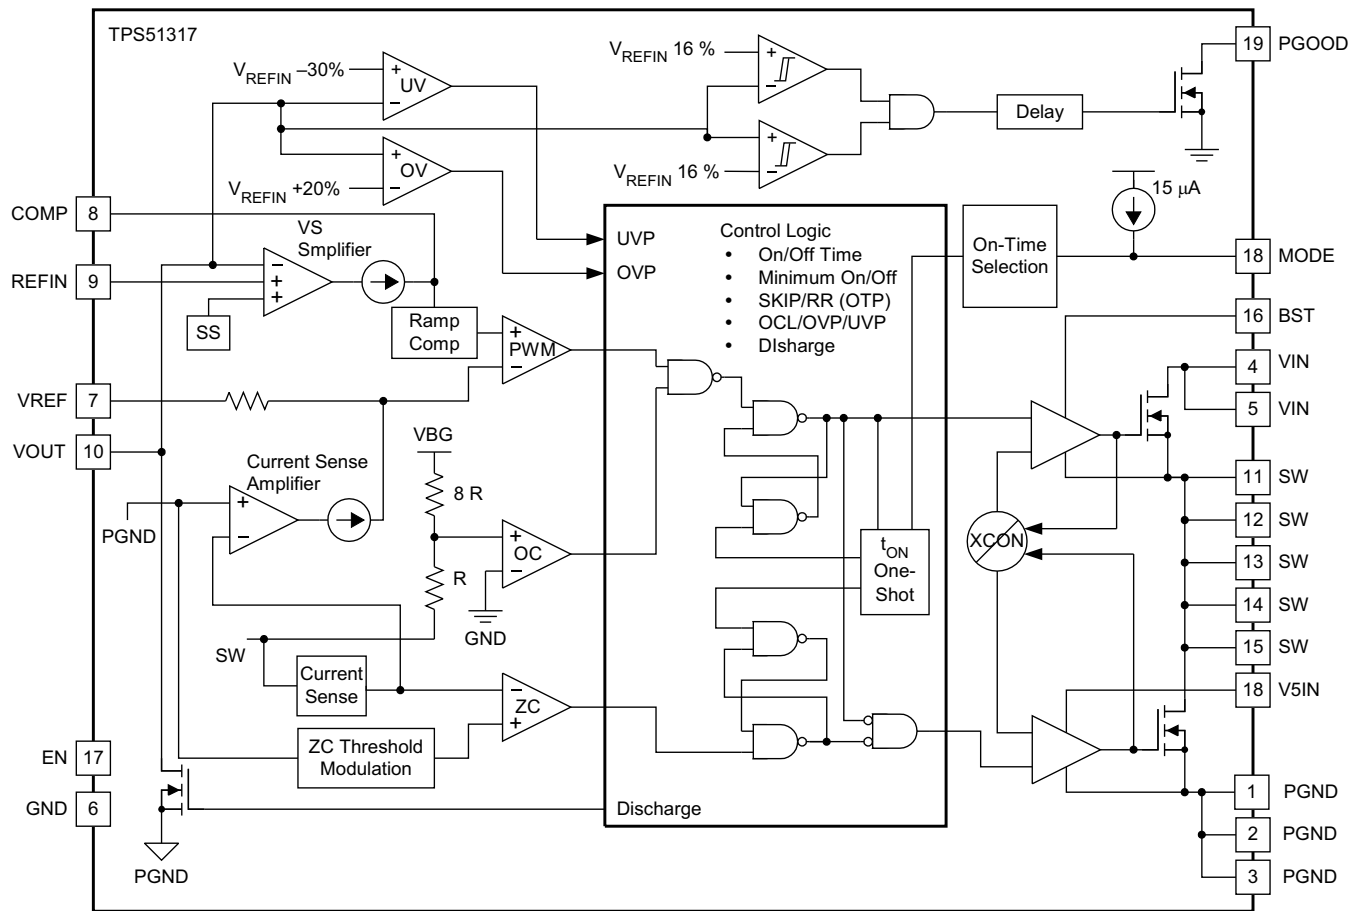 TPS51317
19 PGOOD
V_REFIN –30%
+
UV
–
V_REFIN 16 %
+
–
Delay
+
OV
–
V_REFIN +20%
+
–
V_REFIN 16 %
15 μA
COMP 8
VS
Smplifier
REFIN 9
–
+
+
SS
Ramp
Comp
+
PWM
–
UVP
OVP
Control Logic
• On/Off Time
• Minimum On/Off
• SKIP/RR (OTP)
• OCL/OVP/UVP
• DIsharge
On-Time
Selection
18 MODE
16 BST
4 VIN
5 VIN
VREF 7
VOUT 10
VBG
8 R
R
Current Sense
Amplifier
+
–
PGND
+
OC
–
GND
SW
Current
Sense
–
ZC
+
ZC Threshold
Modulation
t_ON
One-
Shot
XCON
11 SW
12 SW
13 SW
14 SW
15 SW
18 V5IN
EN 17
GND 6
Discharge
PGND
1 PGND
2 PGND
3 PGND